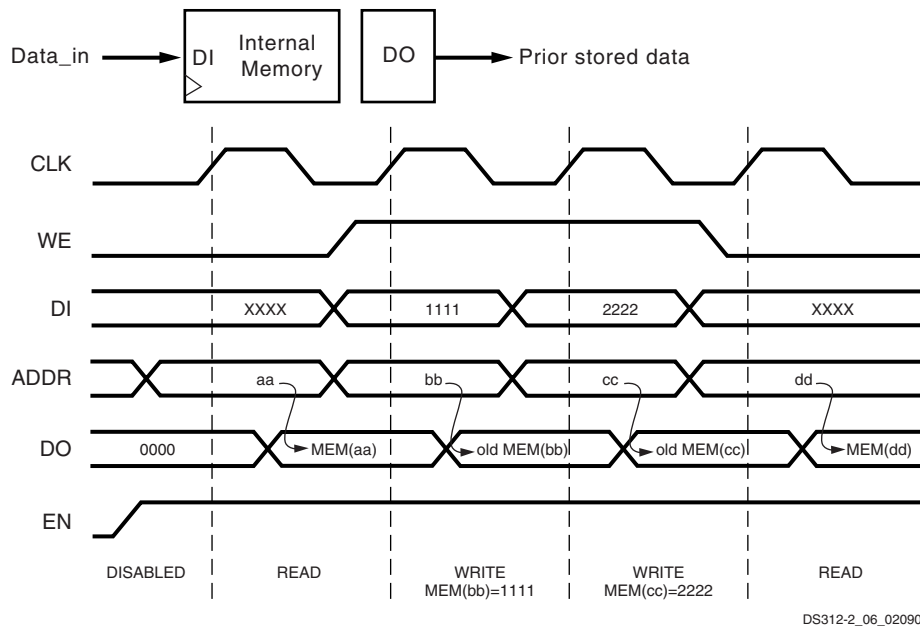 Data_in
DI
Internal
Memory
DO
Prior stored data
CLK
WE
DI
XXXX
1111
2222
XXXX
ADDR
aa
bb
cc
dd
DO
0000
MEM(aa)
old MEM(bb)
old MEM(cc)
MEM(dd)
EN
DISABLED
READ
WRITE
MEM(bb)=1111
WRITE
MEM(cc)=2222
READ
DS312-2_06_02090